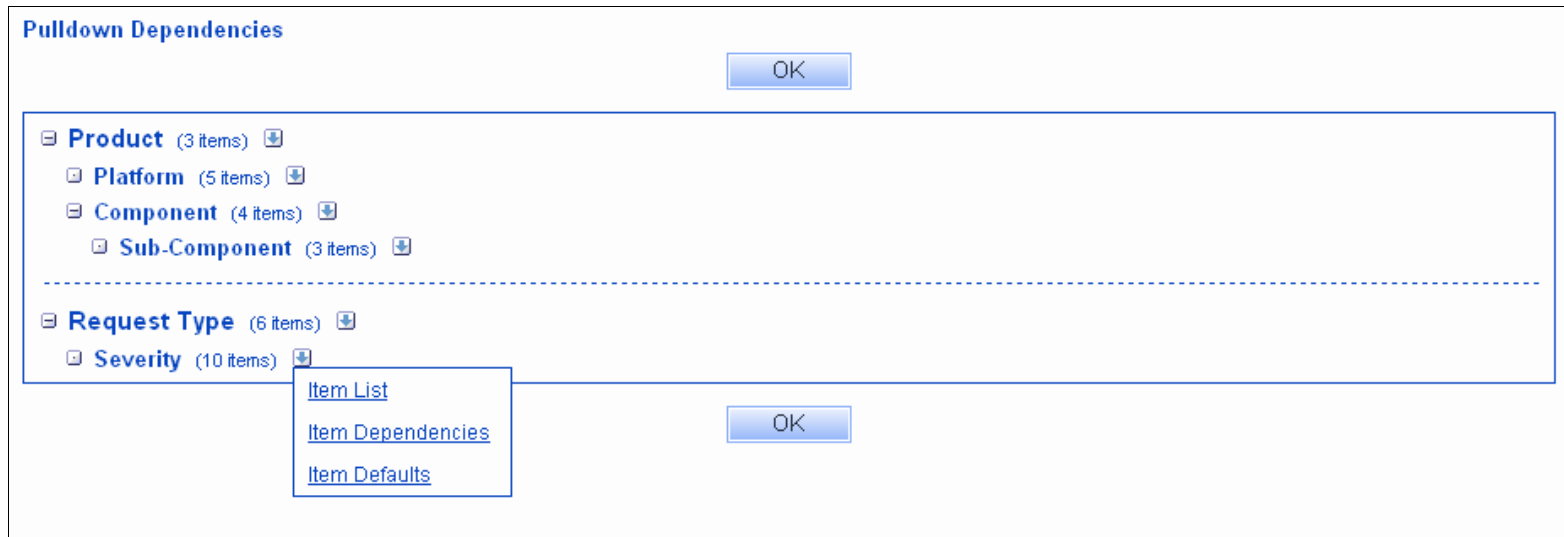 Pulldown Dependencies
OK
Product (3 items)
Platform (5 items)
Component (4 items)
Sub-Component (3 items)
Request Type (6 items)
Severity (10 items)
Item List
Item Dependencies
Item Defaults
OK